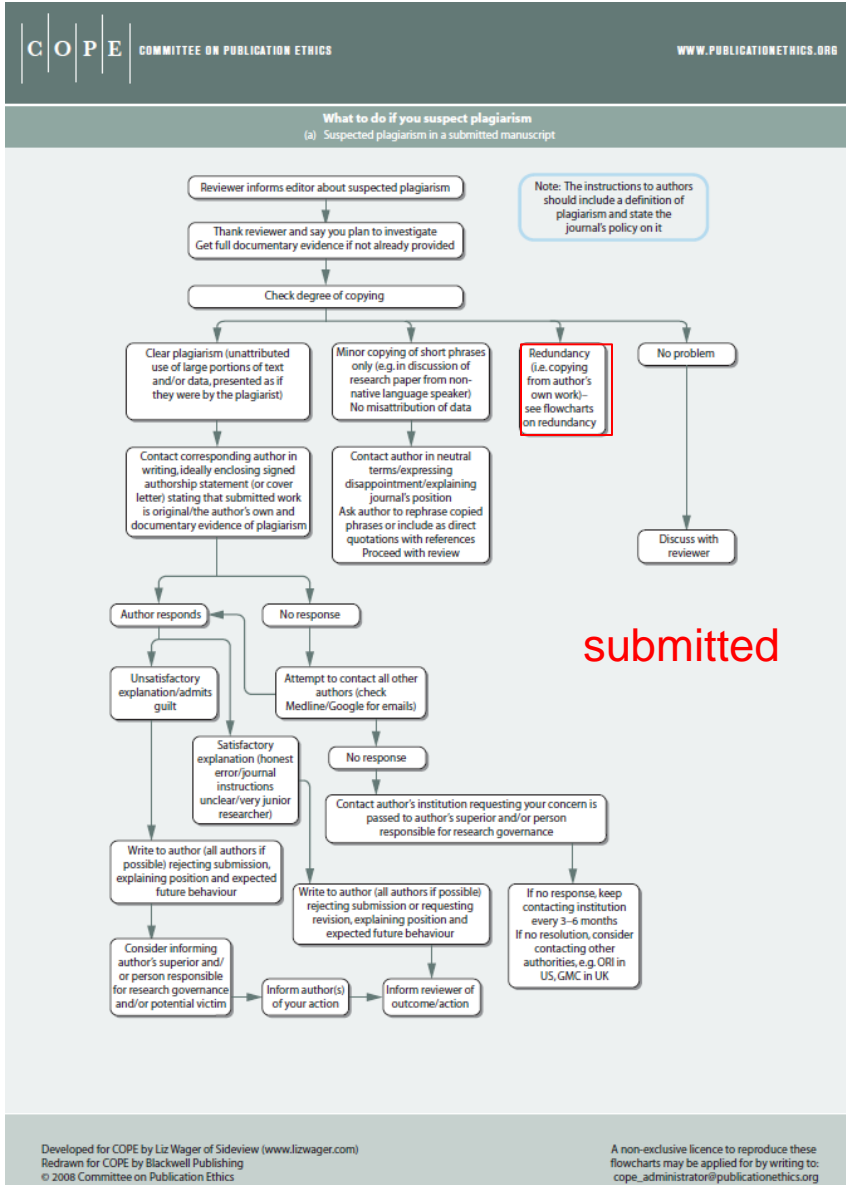 COPE COMMITTEE ON PUBLICATION ETHICS
WWW.PUBLICATIONETHICS.ORG
What to do if you suspect plagiarism
(a) Suspected plagiarism in a submitted manuscript
Reviewer informs editor about suspected plagiarism
Note: The instructions to authors
should include a definition of
plagiarism and state the
journal's policy on it
Thank reviewer and say you plan to investigate
Get full documentary evidence if not already provided
Check degree of copying
Clear plagiarism (unattributed
use of large portions of text
and/or data, presented as if
they were by the plagiarist)
Minor copying of short phrases
only (e.g. in discussion of
research paper from non-
native language speaker)
No misattribution of data
Redundancy
(i.e. copying
from author's
own work)–
see flowcharts
on redundancy
No problem
Contact corresponding author in
writing, ideally enclosing signed
authorship statement (or cover
letter) stating that submitted work
is original/the author's own and
documentary evidence of plagiarism
Contact author in neutral
terms/expressing
disappointment/explaining
journal's position
Ask author to rephrase copied
phrases or include as direct
quotations with references
Proceed with review
Discuss with
reviewer
Author responds
No response
submitted
Unsatisfactory
explanation/admits
guilt
Attempt to contact all other
authors (check
Medline/Google for emails)
Satisfactory
explanation (honest
error/journal
instructions
unclear/very junior
researcher)
No response
Contact author's institution requesting your concern is
passed to author's superior and/or person
responsible for research governance
Write to author (all authors if
possible) rejecting submission,
explaining position and expected
future behaviour
Write to author (all authors if possible)
rejecting submission or requesting
revision, explaining position and
expected future behaviour
If no response, keep
contacting institution
every 3–6 months
If no resolution, consider
contacting other
authorities, e.g. ORI in
US, GMC in UK
Consider informing
author's superior and/
or person responsible
for research governance
and/or potential victim
Inform author(s)
of your action
Inform reviewer of
outcome/action
Developed for COPE by Liz Wager of Sideview (www.lizwager.com)
Redrawn for COPE by Blackwell Publishing
© 2008 Committee on Publication Ethics
A non-exclusive licence to reproduce these
flowcharts may be applied for by writing to:
cope_administrator@publicationethics.org